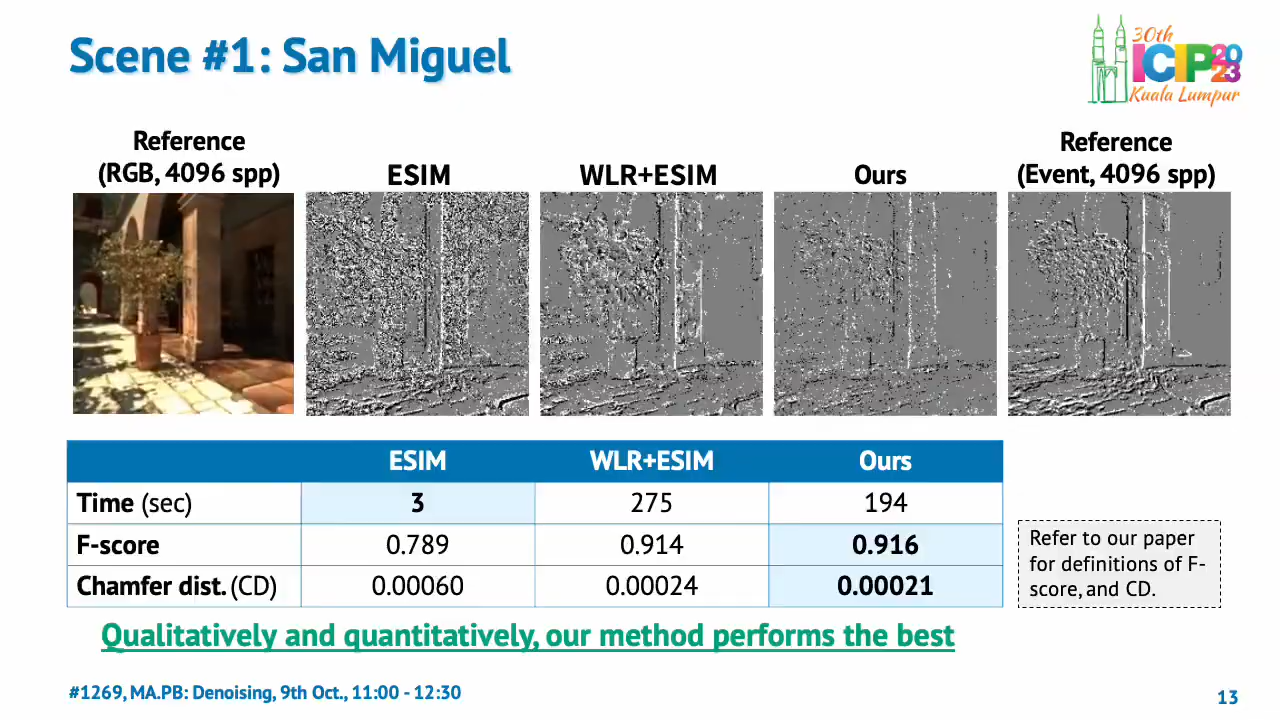 Scene #1: San Miguel
30th
ICIP 2023
Kuala Lumpur
Reference
(RGB, 4096 spp)
ESIM
WLR+ESIM
Ours
Reference
(Event, 4096 spp)
ESIM WLR+ESIM Ours
Time (sec) 3 275 194
F-score 0.789 0.914 0.916
Chamfer dist. (CD) 0.00060 0.00024 0.00021
Refer to our paper
for definitions of F-
score, and CD.
Qualitatively and quantitatively, our method performs the best
#1269, MA.PB: Denoising, 9th Oct., 11:00 - 12:30
13